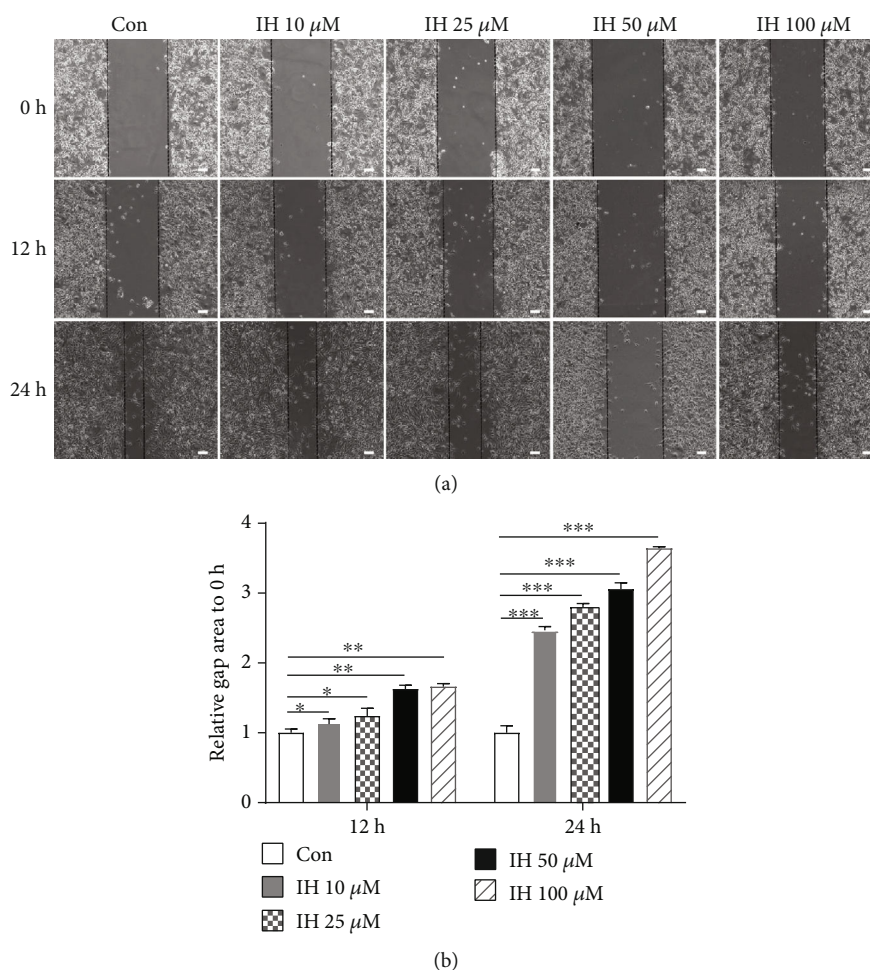 Con IH 10 μM IH 25 μM IH 50 μM IH 100 μM
0 h
12 h
24 h
(a)
Relative gap area to 0 h
4
3
2
1
0
* * ** **
*** *** *** ***
12 h 24 h
Con
IH 10 μM
IH 25 μM
IH 50 μM
IH 100 μM
(b)